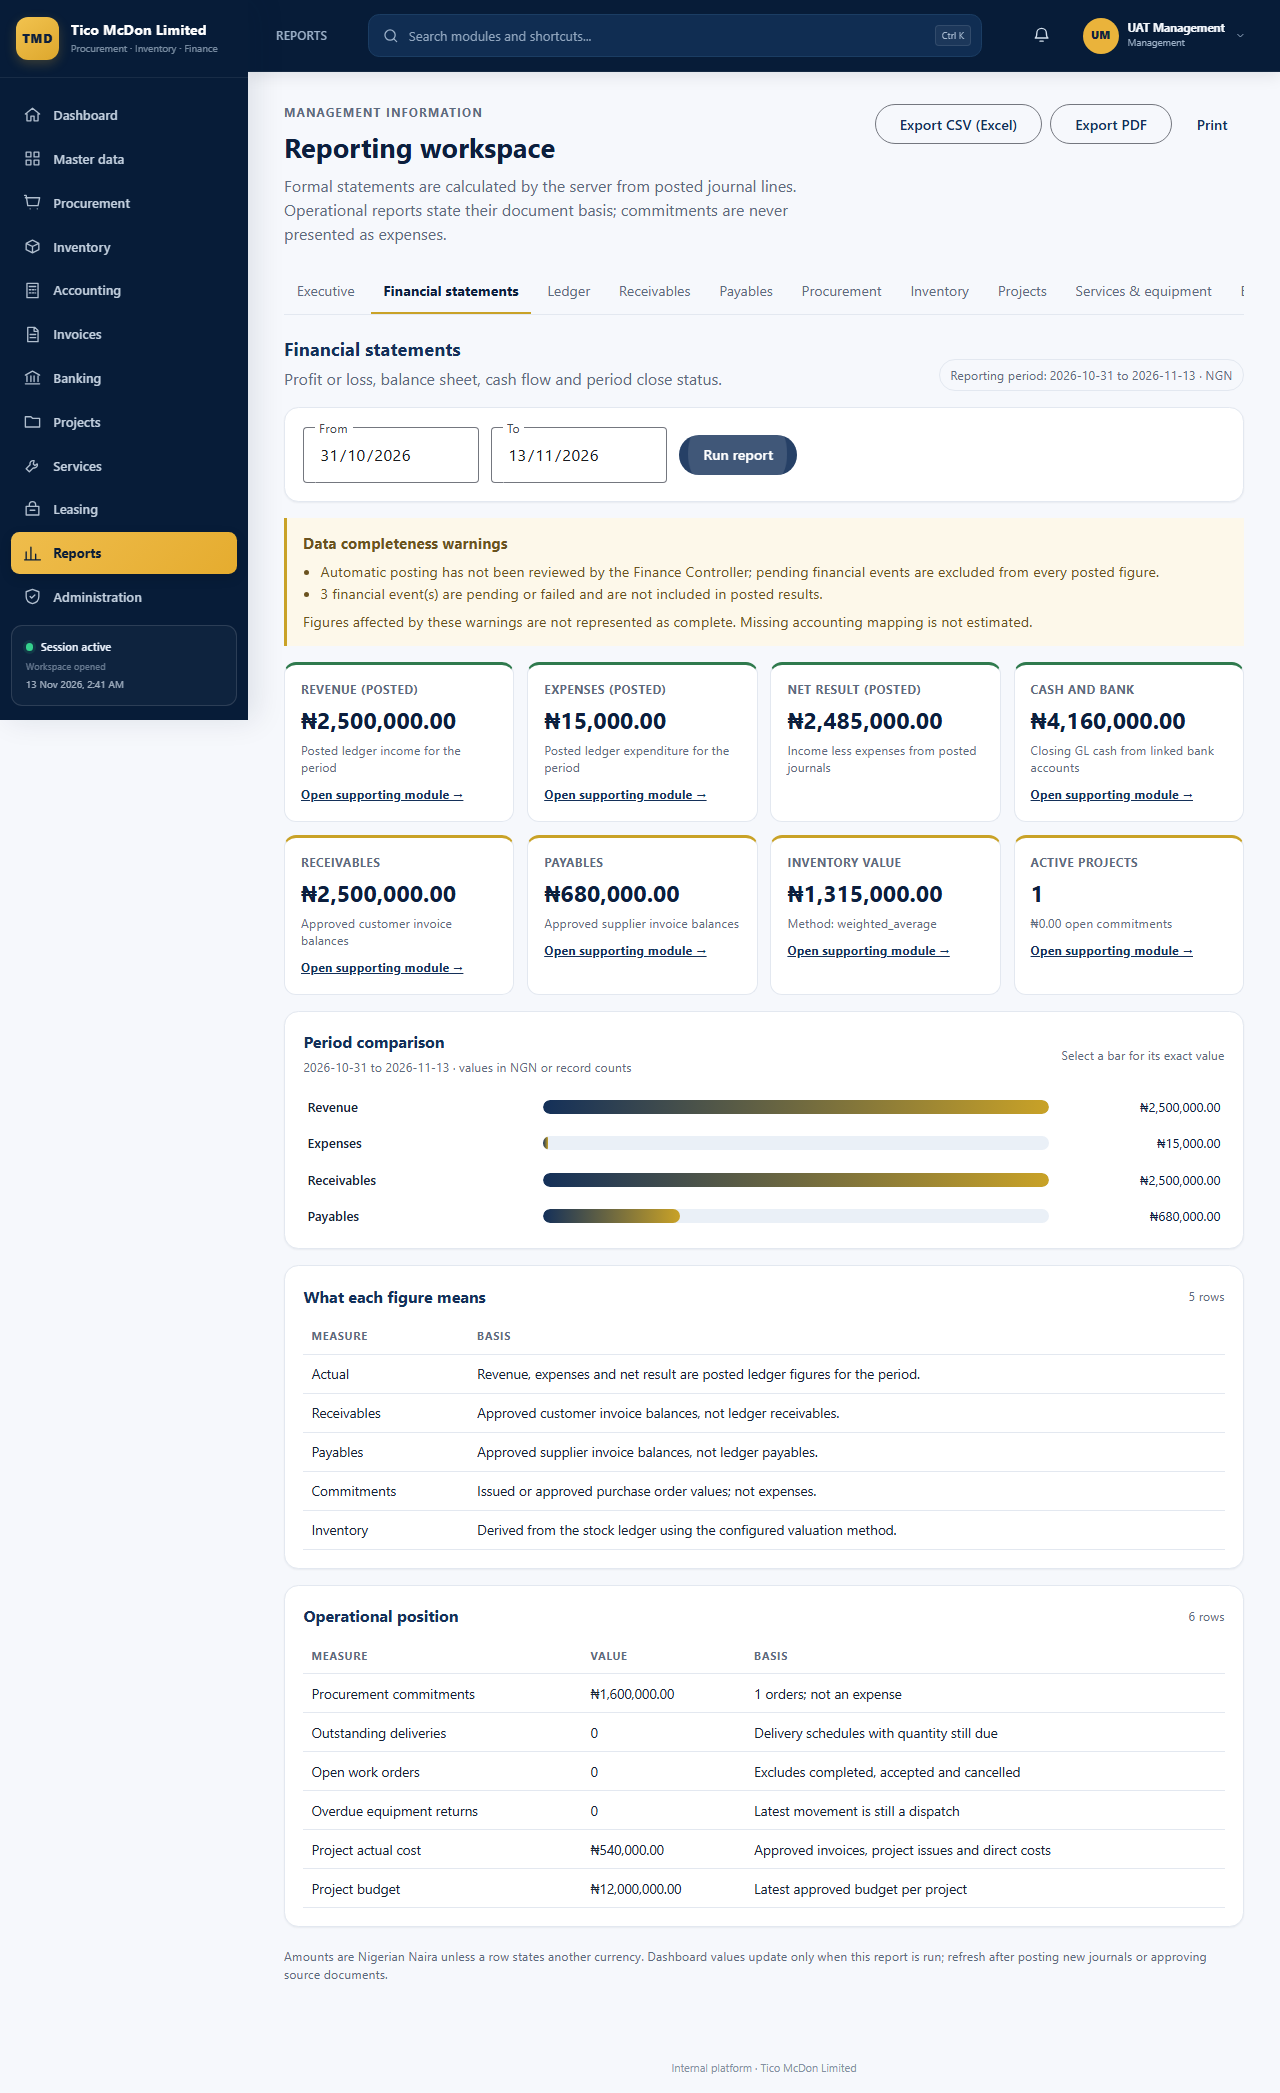 TMD
Tico McDon Limited
Procurement · Inventory · Finance
REPORTS
Search modules and shortcuts...
Ctrl K
UM
UAT Management
Management
Dashboard
Master data
Procurement
Inventory
Accounting
Invoices
Banking
Projects
Services
Leasing
Reports
Administration
Session active
Workspace opened
13 Nov 2026, 2:41 AM
MANAGEMENT INFORMATION
Reporting workspace
Formal statements are calculated by the server from posted journal lines.
Operational reports state their document basis; commitments are never
presented as expenses.
Export CSV (Excel)
Export PDF
Print
Executive
Financial statements
Ledger
Receivables
Payables
Procurement
Inventory
Projects
Services & equipment
Financial statements
Profit or loss, balance sheet, cash flow and period close status.
Reporting period: 2026-10-31 to 2026-11-13 · NGN
From
31/10/2026
To
13/11/2026
Run report
Data completeness warnings
• Automatic posting has not been reviewed by the Finance Controller; pending financial events are excluded from every posted figure.
• 3 financial event(s) are pending or failed and are not included in posted results.
Figures affected by these warnings are not represented as complete. Missing accounting mapping is not estimated.
REVENUE (POSTED)
₦2,500,000.00
Posted ledger income for the
period
Open supporting module →
EXPENSES (POSTED)
₦15,000.00
Posted ledger expenditure for the
period
Open supporting module →
NET RESULT (POSTED)
₦2,485,000.00
Income less expenses from posted
journals
CASH AND BANK
₦4,160,000.00
Closing GL cash from linked bank
accounts
Open supporting module →
RECEIVABLES
₦2,500,000.00
Approved customer invoice
balances
Open supporting module →
PAYABLES
₦680,000.00
Approved supplier invoice balances
Open supporting module →
INVENTORY VALUE
₦1,315,000.00
Method: weighted_average
Open supporting module →
ACTIVE PROJECTS
1
₦0.00 open commitments
Open supporting module →
Period comparison
2026-10-31 to 2026-11-13 · values in NGN or record counts
Select a bar for its exact value
Revenue ₦2,500,000.00
Expenses ₦15,000.00
Receivables ₦2,500,000.00
Payables ₦680,000.00
What each figure means
5 rows
MEASURE BASIS
Actual Revenue, expenses and net result are posted ledger figures for the period.
Receivables Approved customer invoice balances, not ledger receivables.
Payables Approved supplier invoice balances, not ledger payables.
Commitments Issued or approved purchase order values; not expenses.
Inventory Derived from the stock ledger using the configured valuation method.
Operational position
6 rows
MEASURE VALUE BASIS
Procurement commitments ₦1,600,000.00 1 orders; not an expense
Outstanding deliveries 0 Delivery schedules with quantity still due
Open work orders 0 Excludes completed, accepted and cancelled
Overdue equipment returns 0 Latest movement is still a dispatch
Project actual cost ₦540,000.00 Approved invoices, project issues and direct costs
Project budget ₦12,000,000.00 Latest approved budget per project
Amounts are Nigerian Naira unless a row states another currency. Dashboard values update only when this report is run; refresh after posting new journals or approving
source documents.
Internal platform · Tico McDon Limited